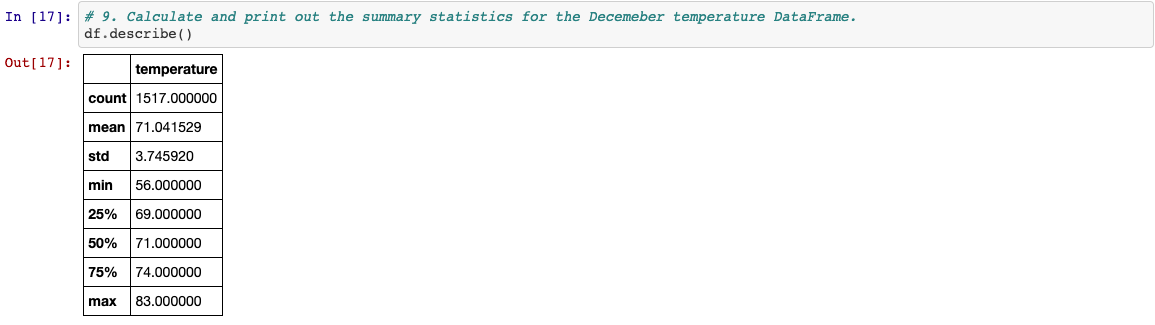 In [17]: # 9. Calculate and print out the summary statistics for the Decemeber temperature DataFrame.
df.describe()
Out[17]:
temperature
count 1517.000000
mean 71.041529
std 3.745920
min 56.000000
25% 69.000000
50% 71.000000
75% 74.000000
max 83.000000